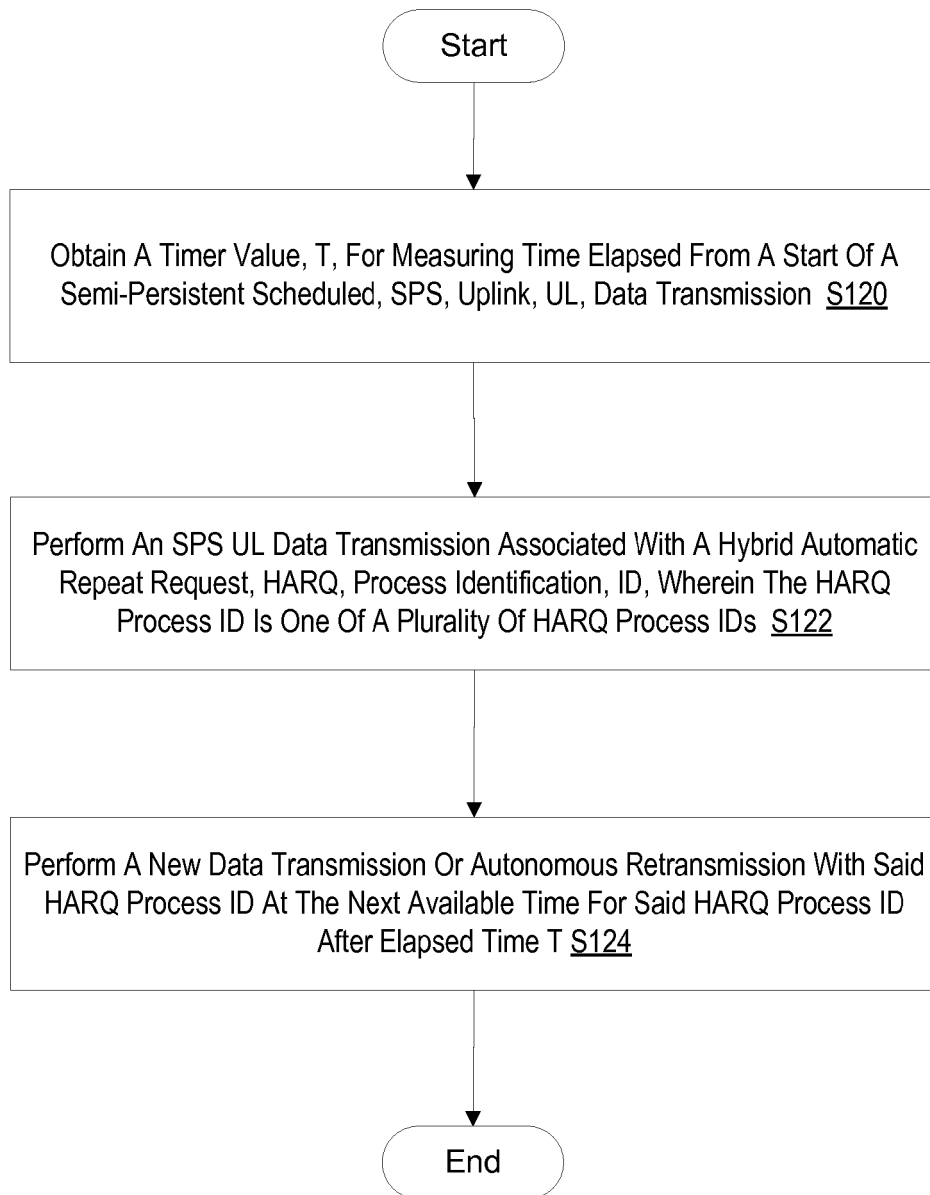 Start
Obtain A Timer Value, T, For Measuring Time Elapsed From A Start Of A
Semi-Persistent Scheduled, SPS, Uplink, UL, Data Transmission S120
Perform An SPS UL Data Transmission Associated With A Hybrid Automatic
Repeat Request, HARQ, Process Identification, ID, Wherein The HARQ
Process ID Is One Of A Plurality Of HARQ Process IDs S122
Perform A New Data Transmission Or Autonomous Retransmission With Said
HARQ Process ID At The Next Available Time For Said HARQ Process ID
After Elapsed Time T S124
End